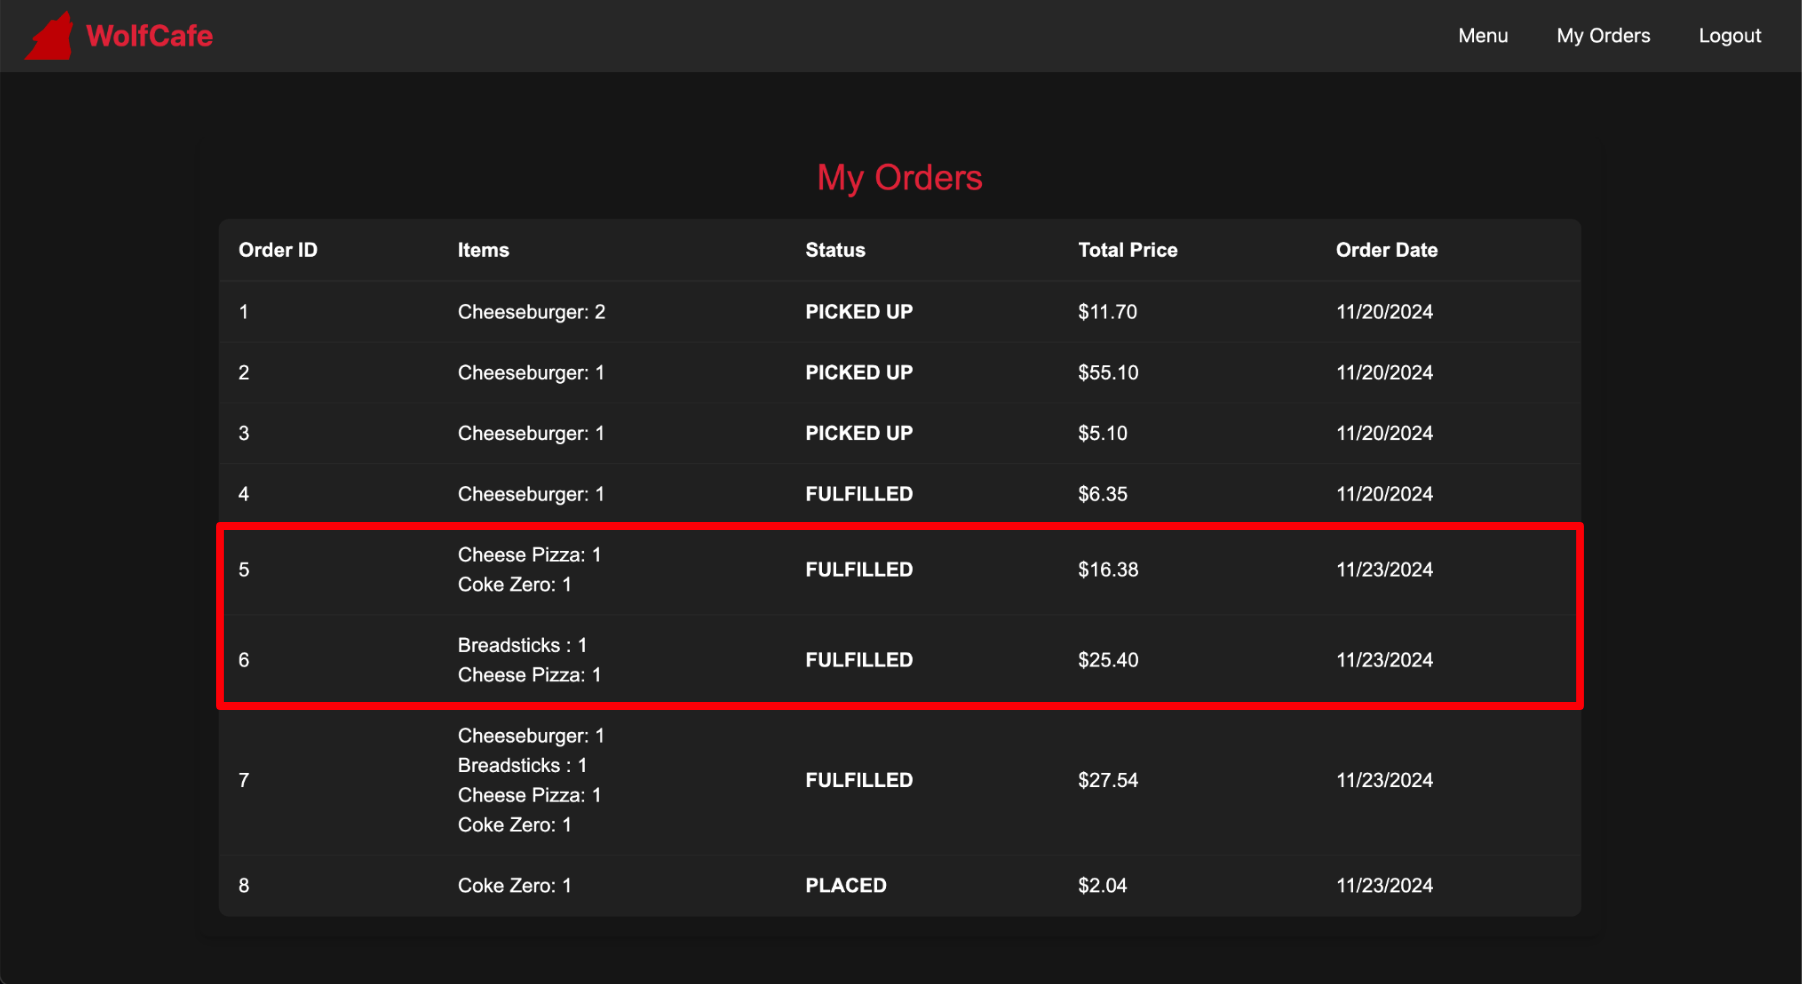 WolfCafe Menu My Orders Logout
My Orders
Order ID Items Status Total Price Order Date
1 Cheeseburger: 2 PICKED UP $11.70 11/20/2024
2 Cheeseburger: 1 PICKED UP $55.10 11/20/2024
3 Cheeseburger: 1 PICKED UP $5.10 11/20/2024
4 Cheeseburger: 1 FULFILLED $6.35 11/20/2024
5 Cheese Pizza: 1 FULFILLED $16.38 11/23/2024
Coke Zero: 1
6 Breadsticks : 1 FULFILLED $25.40 11/23/2024
Cheese Pizza: 1
7 Cheeseburger: 1 FULFILLED $27.54 11/23/2024
Breadsticks : 1
Cheese Pizza: 1
Coke Zero: 1
8 Coke Zero: 1 PLACED $2.04 11/23/2024